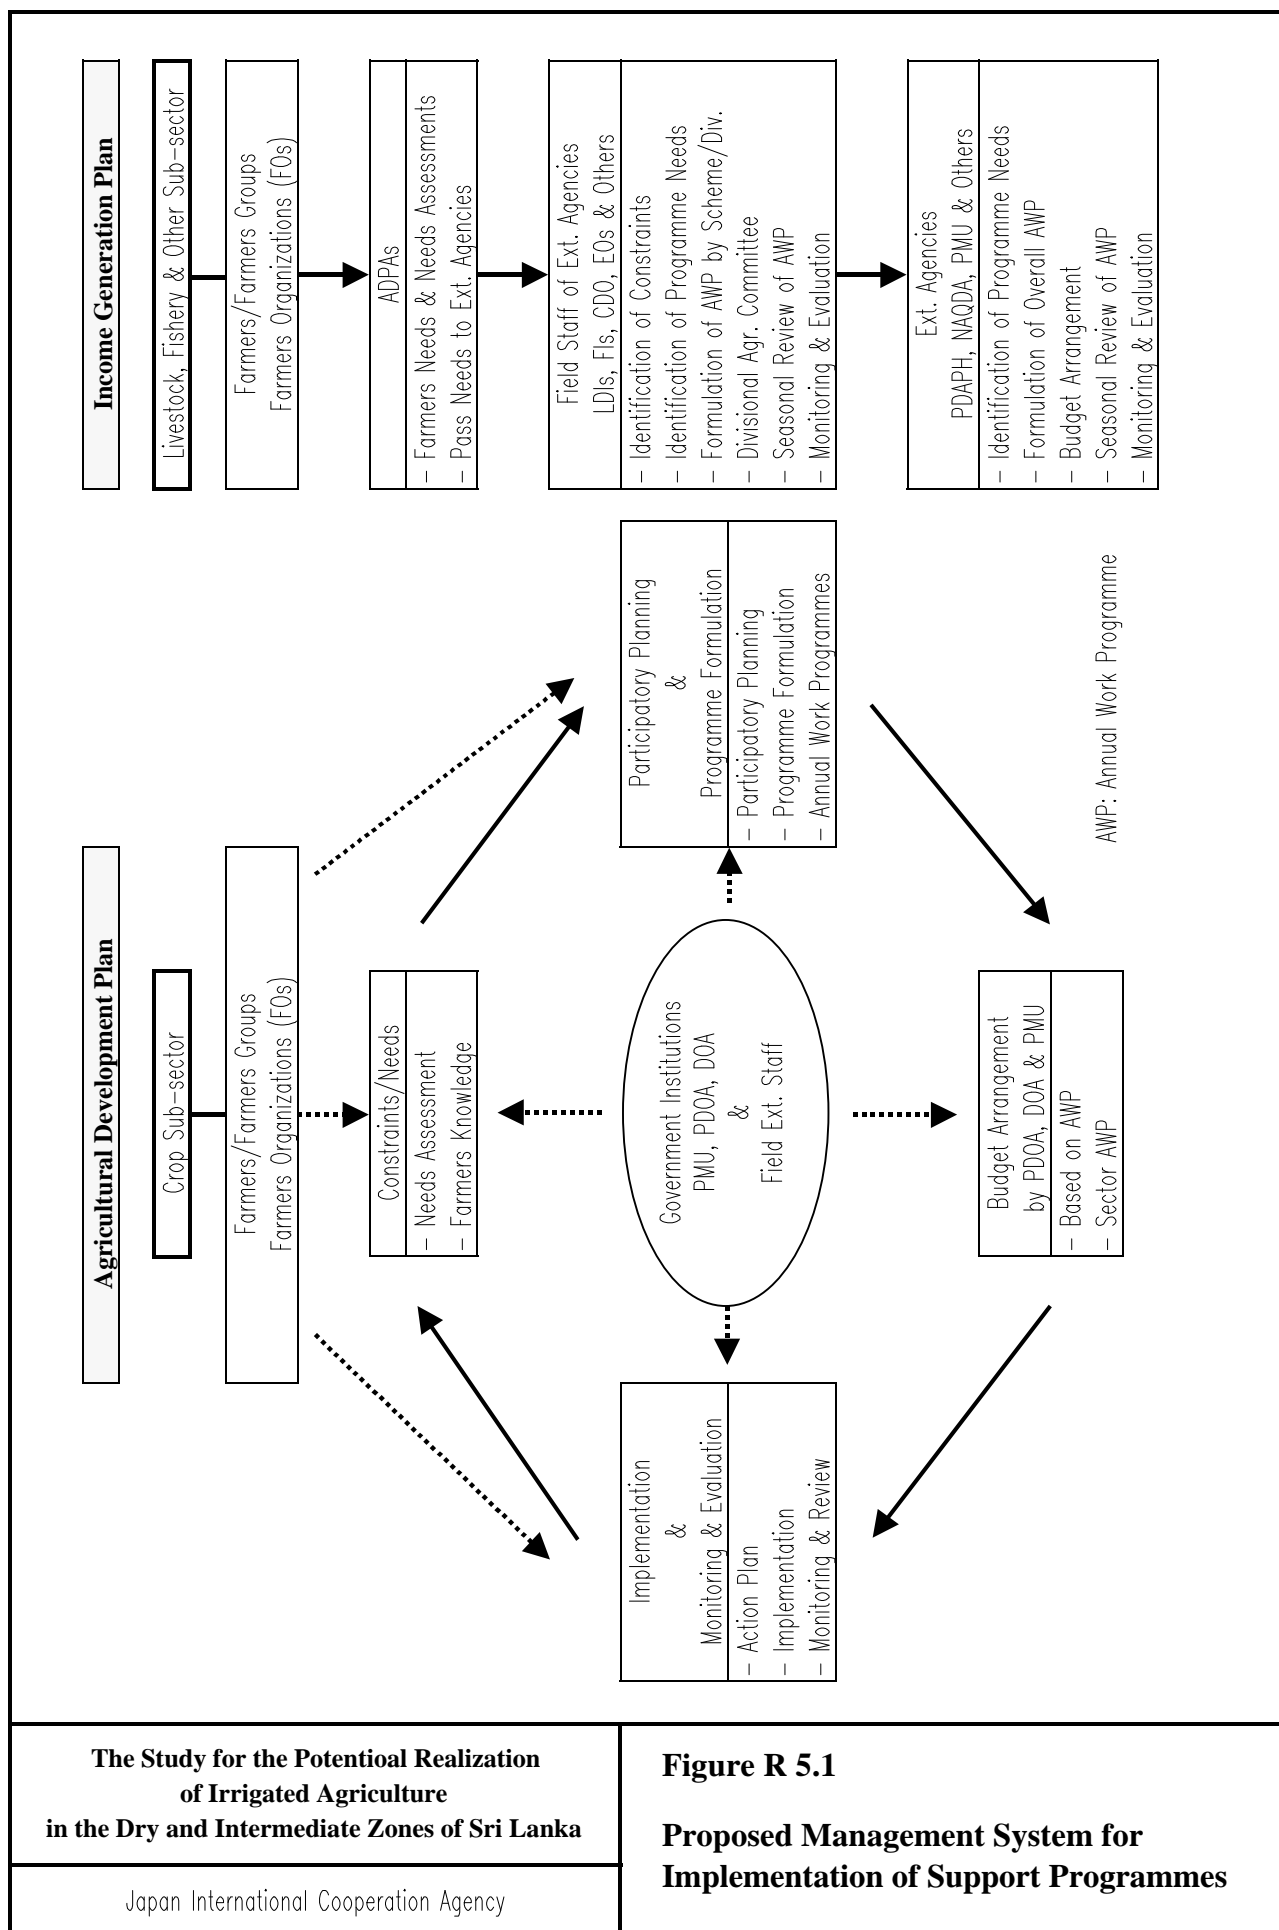 Agricultural Development Plan
Crop Sub-sector
Farmers/Farmers Groups
Farmers Organizations (FOs)
Constraints/Needs
- Needs Assessment
- Farmers Knowledge
Implementation
&
Monitoring & Evaluation
- Action Plan
- Implementation
- Monitoring & Review
Government Institutions
PMU, PDOA, DOA
&
Field Ext. Staff
Participatory Planning
&
Programme Formulation
- Participatory Planning
- Programme Formulation
- Annual Work Programmes
Budget Arrangement
by PDOA, DOA & PMU
- Based on AWP
- Sector AWP
AWP: Annual Work Programme
Income Generation Plan
Livestock, Fishery & Other Sub-sector
Farmers/Farmers Groups
Farmers Organizations (FOs)
ADPAs
- Farmers Needs & Needs Assessments
- Pass Needs to Ext. Agencies
Field Staff of Ext. Agencies
LDIs, FIs, CDO, EOs & Others
- Identification of Constraints
- Identification of Programme Needs
- Formulation of AWP by Scheme/Div.
- Divisional Agr. Committee
- Seasonal Review of AWP
- Monitoring & Evaluation
Ext. Agencies
PDAPH, NAQDA, PMU & Others
- Identification of Programme Needs
- Formulation of Overall AWP
- Budget Arrangement
- Seasonal Review of AWP
- Monitoring & Evaluation
The Study for the Potentioal Realization
of Irrigated Agriculture
in the Dry and Intermediate Zones of Sri Lanka
Japan International Cooperation Agency
Figure R 5.1
Proposed Management System for
Implementation of Support Programmes